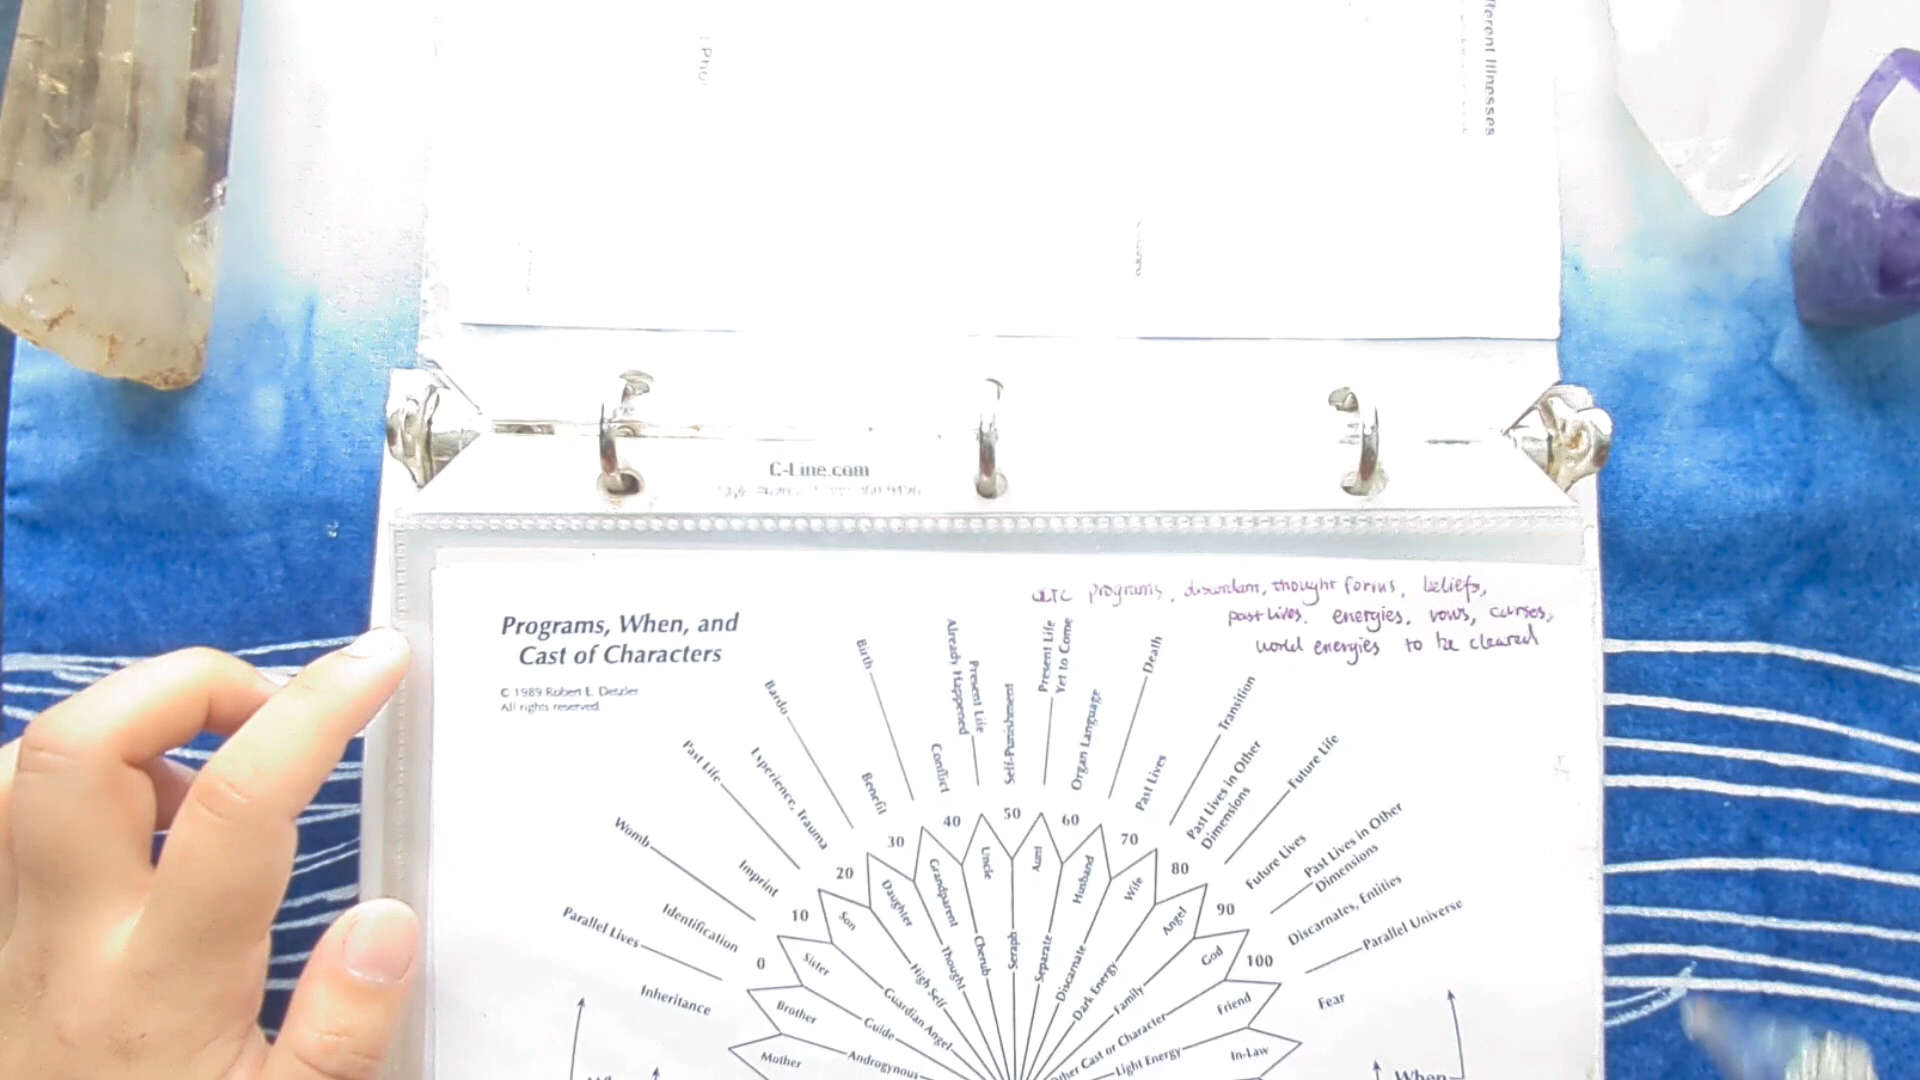 fferent Illnesses
C-Line.com
programs, thought forms, beliefs,
past lives, energies, vows, curses,
world energies to be cleared
Programs, When, and
Cast of Characters
© 1989 Robert E. Detzler
All rights reserved
Birth
Already Happened
Present Life
Present Life
Yet to Come
Death
Bardo
Self-Punishment
Organ Language
Transition
Past Life
Experience, Trauma
Benefit
Conflict
Past Lives
Past Lives in Other
Dimensions
Future Life
Womb
Imprint
Future Lives
Past Lives in Other
Dimensions
Parallel Lives
Identification
Discarnates, Entities
Parallel Universe
Inheritance
Fear
0
10
20
30
40
50
60
70
80
90
100
Mother
Brother
Sister
Son
Daughter
Grandparent
Uncle
Aunt
Husband
Wife
Angel
God
Friend
In-Law
Androgynous
Guide
Guardian Angel
High Self
Thought
Cherub
Seraph
Separate
Discarnate
Dark Energy
Family
Other Cast of Character
Light Energy
When